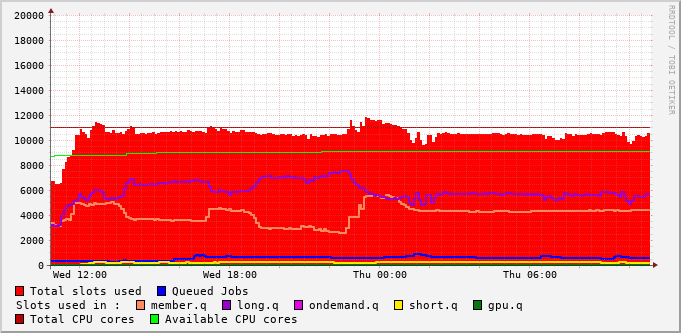 RRDTOOL / TOBI OETIKER
20000
18000
16000
14000
12000
10000
8000
6000
4000
2000
0
Wed 12:00 Wed 18:00 Thu 00:00 Thu 06:00
Total slots used Queued Jobs
Slots used in : member.q long.q ondemand.q short.q gpu.q
Total CPU cores Available CPU cores